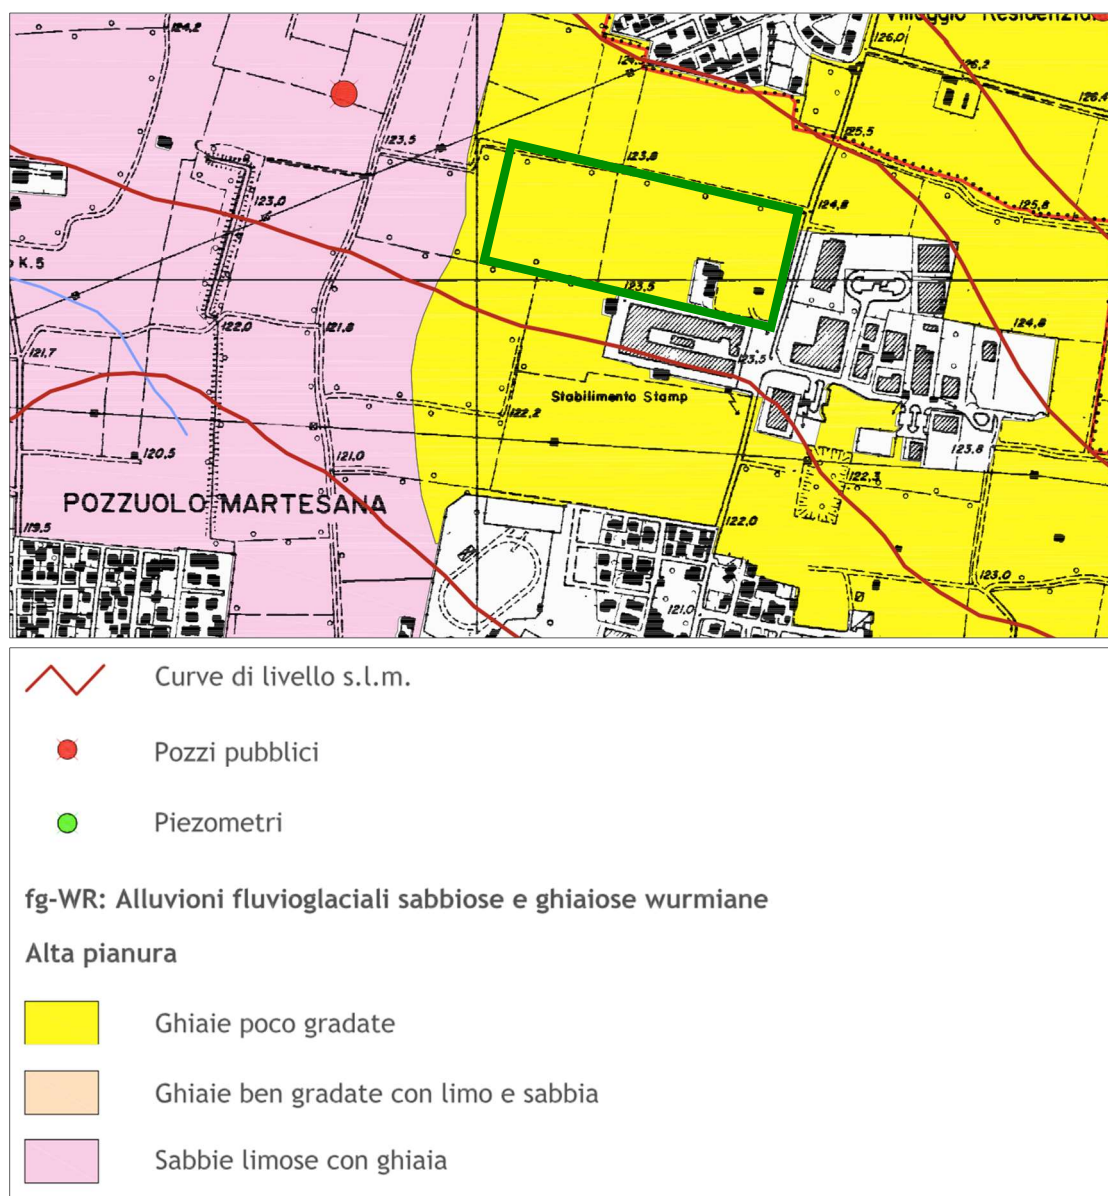 Villaggio Residenziale
124,2
126,0
126,2
126,4
123,5
123,8
125,5
125,8
123,0
124,8
o K.5
123,5
122,0
121,8
124,8
121,7
123,5
Stabilimento Stamp
122,2
120,5
121,0
123,8
122,3
POZZUOLO MARTESANA
119,5
122,0
123,0
121,0
Curve di livello s.l.m.
Pozzi pubblici
Piezometri
fg-WR: Alluvioni fluvioglaciali sabbiose e ghiaiose wurmiane
Alta pianura
Ghiaie poco gradate
Ghiaie ben gradate con limo e sabbia
Sabbie limose con ghiaia